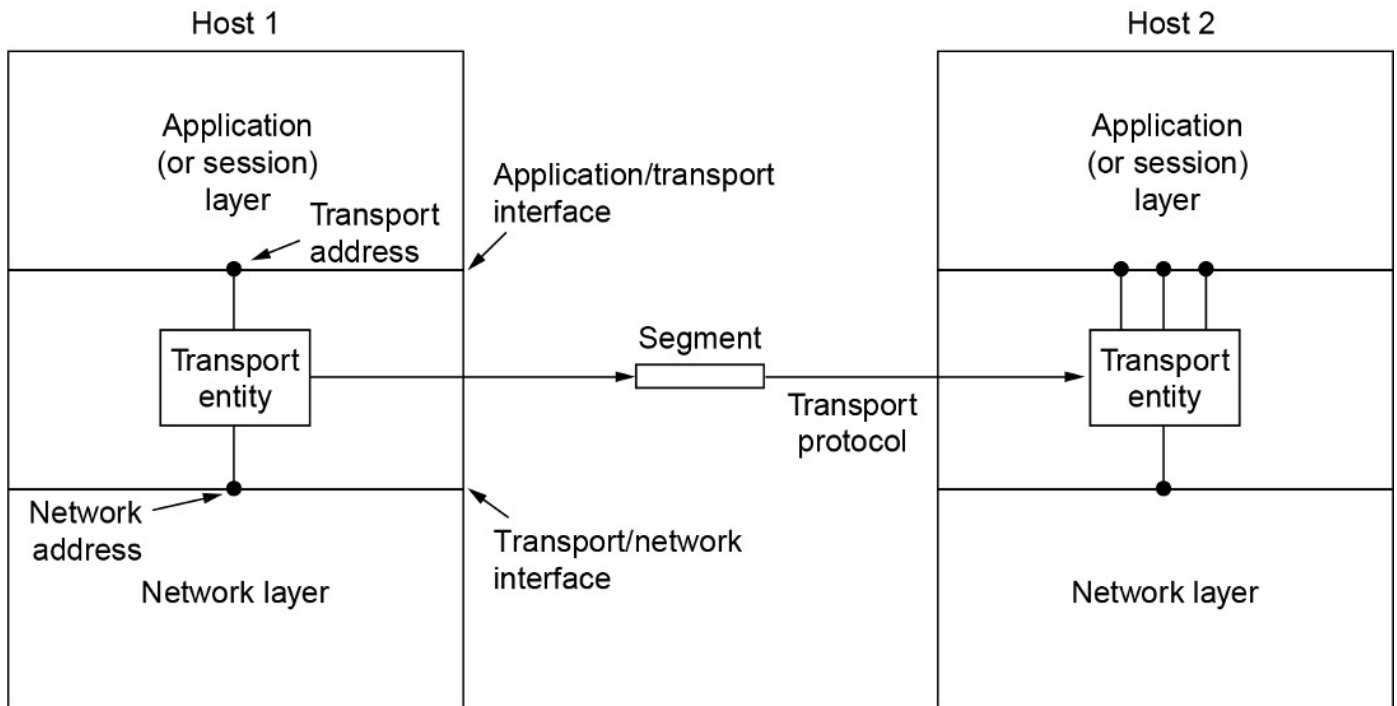 Host 1
Host 2
Application
(or session)
layer
Transport
address
Application/transport
interface
Application
(or session)
layer
Transport
entity
Segment
Transport
protocol
Transport
entity
Network
address
Transport/network
interface
Network layer
Network layer